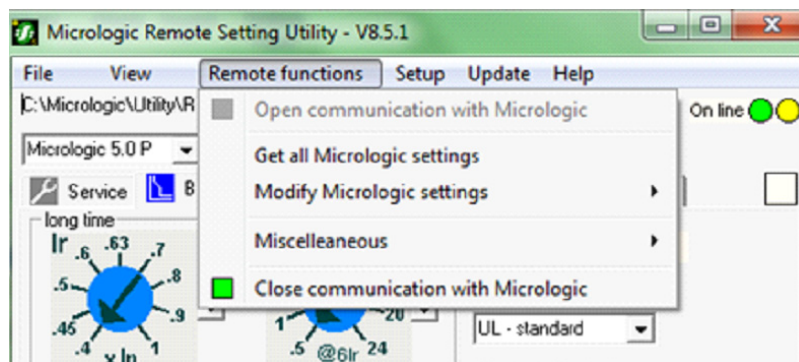 Micrologic Remote Setting Utility - V8.5.1
File View Remote functions Setup Update Help
C:\Micrologic\Utility\R
Open communication with Micrologic
On line
Micrologic 5.0 P
Get all Micrologic settings
Service B
Modify Micrologic settings
long time
Ir
.4 .45 .5 .6 .63 .7 .8 .9 1
x In
Miscelleaneous
Close communication with Micrologic
1 20
.5 @6Ir 24
UL - standard